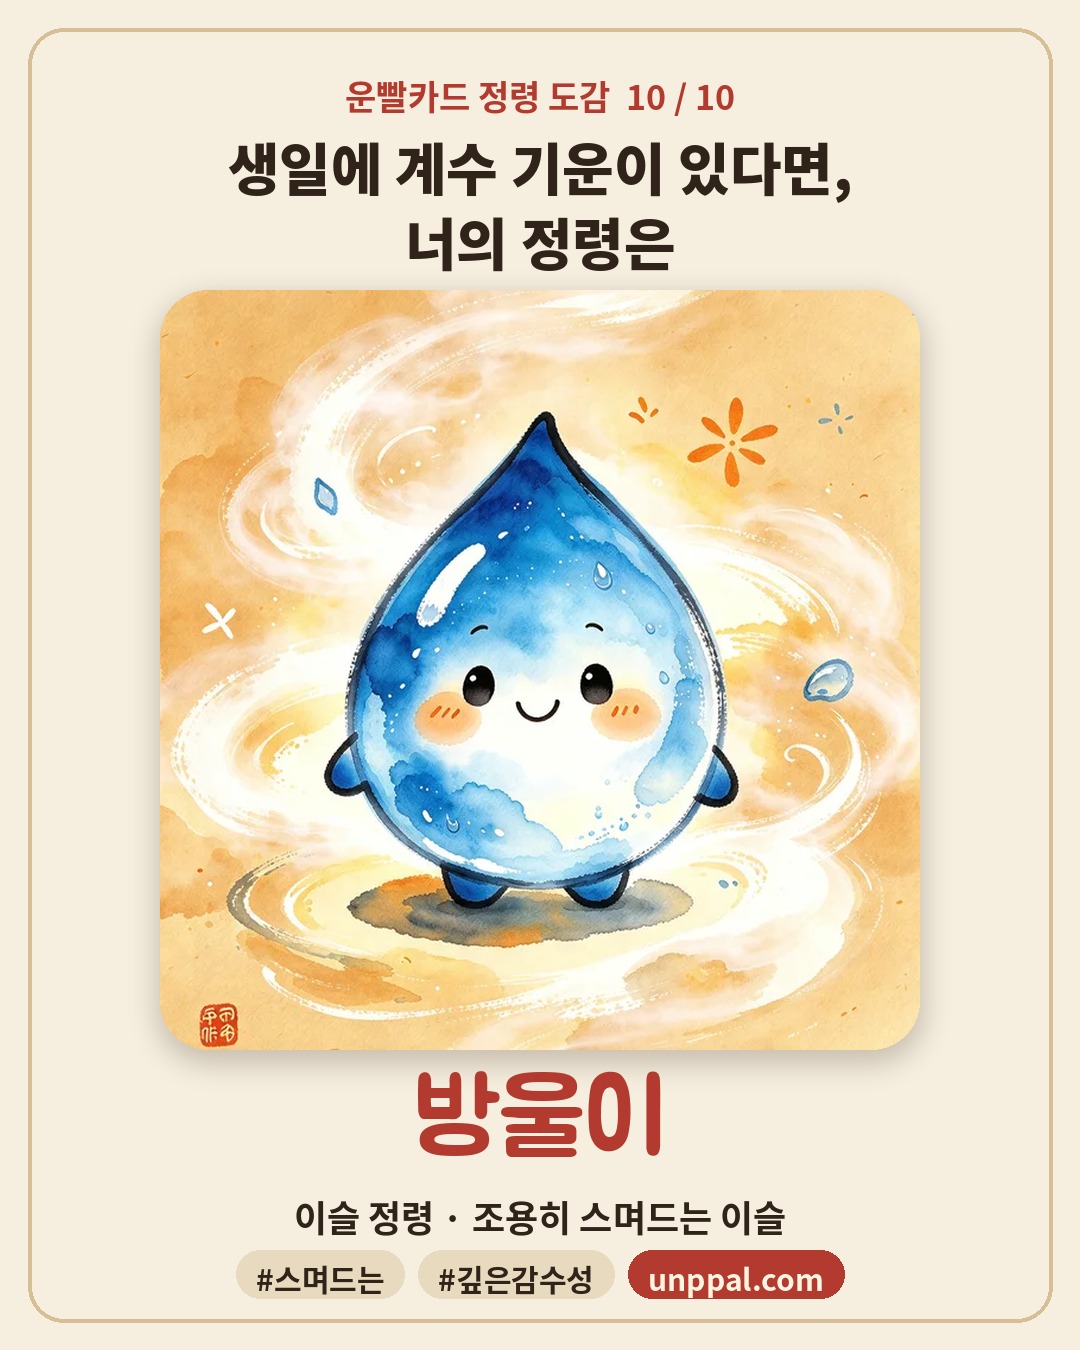 운빨카드 정령 도감 10 / 10
생일에 계수 기운이 있다면,
너의 정령은
방울이
이슬 정령 · 조용히 스며드는 이슬
#스며드는 #깊은감수성 unppal.com